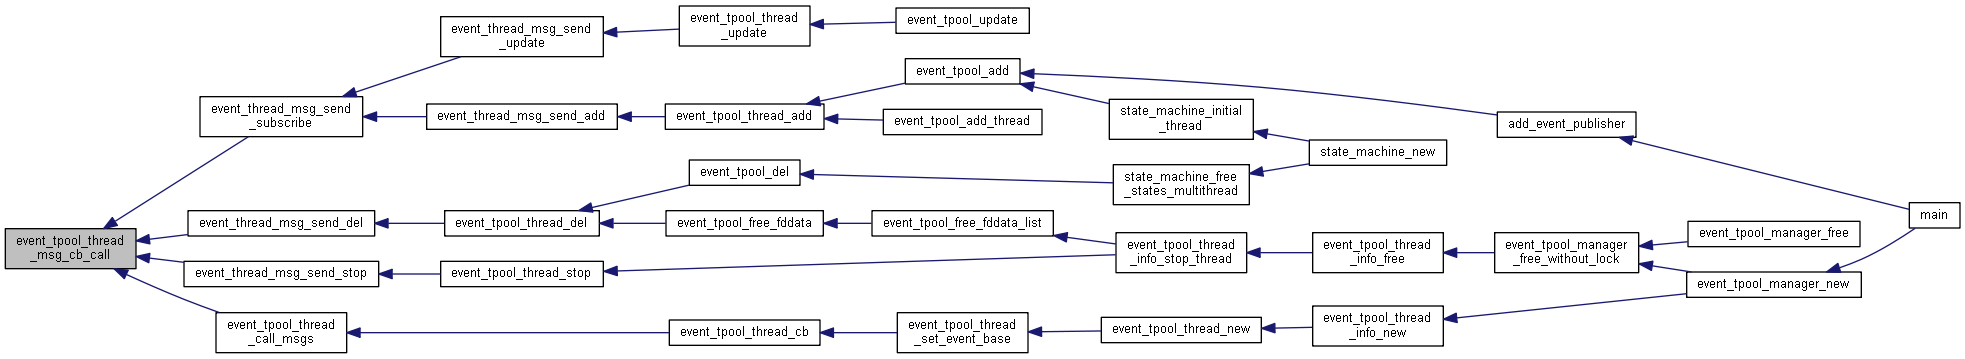 event_tpool_thread
_msg_cb_call
event_thread_msg_send
_subscribe
event_thread_msg_send_del
event_thread_msg_send_stop
event_tpool_thread
_call_msgs
event_thread_msg_send
_update
event_thread_msg_send_add
event_tpool_thread_del
event_tpool_thread_stop
event_tpool_thread
_update
event_tpool_thread_add
event_tpool_del
event_tpool_free_fddata
event_tpool_thread_cb
event_tpool_update
event_tpool_add
event_tpool_add_thread
event_tpool_free_fddata_list
event_tpool_thread
_set_event_base
state_machine_initial
_thread
state_machine_free
_states_multithread
event_tpool_thread
_info_stop_thread
event_tpool_thread_new
state_machine_new
event_tpool_thread
_info_free
event_tpool_thread
_info_new
add_event_publisher
event_tpool_manager
_free_without_lock
event_tpool_manager_free
event_tpool_manager_new
main